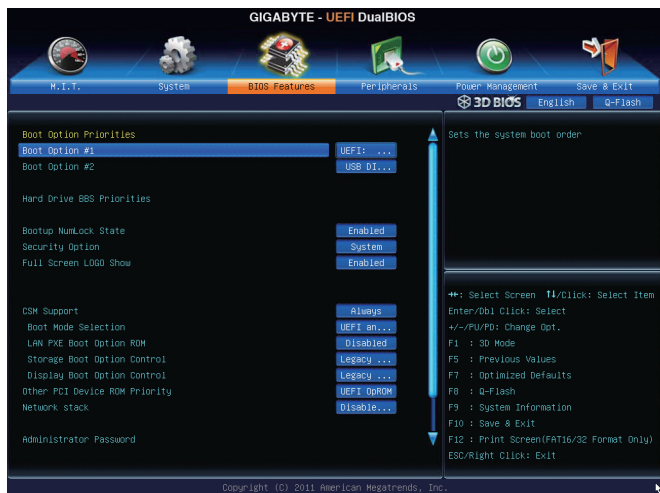 GIGABYTE - UEFI DualBIOS
M.I.T.
System
BIOS Features
Peripherals
Power Management
Save & Exit
3D BIOS
English
Q-Flash
Boot Option Priorities
Boot Option #1 UEFI: ...
Boot Option #2 USB DI...
Hard Drive BBS Priorities
Bootup NumLock State Enabled
Security Option System
Full Screen LOGO Show Enabled
CSM Support Always
Boot Mode Selection UEFI an...
LAN PXE Boot Option ROM Disabled
Storage Boot Option Control Legacy ...
Display Boot Option Control Legacy ...
Other PCI Device ROM Priority UEFI OpROM
Network stack Disable...
Administrator Password
Sets the system boot order
→←: Select Screen ↑↓/Click: Select Item
Enter/Dbl Click: Select
+/-/PU/PD: Change Opt.
F1 : 3D Mode
F5 : Previous Values
F7 : Optimized Defaults
F8 : Q-Flash
F9 : System Information
F10 : Save & Exit
F12 : Print Screen(FAT16/32 Format Only)
ESC/Right Click: Exit
Copyright (C) 2011 American Megatrends, Inc.